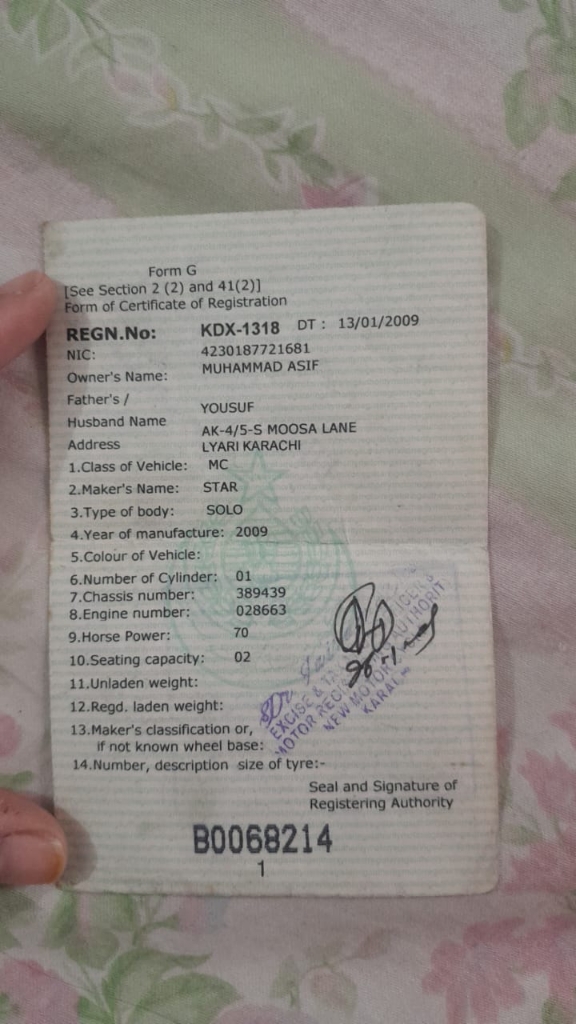 Form G
[See Section 2 (2) and 41(2)]
Form of Certificate of Registration
REGN.No: KDX-1318 DT : 13/01/2009
NIC: 4230187721681
Owner's Name: MUHAMMAD ASIF
Father's /
Husband Name YOUSUF
Address AK-4/5-S MOOSA LANE
LYARI KARACHI
1.Class of Vehicle: MC
2.Maker's Name: STAR
3.Type of body: SOLO
4.Year of manufacture: 2009
5.Colour of Vehicle:
6.Number of Cylinder: 01
7.Chassis number: 389439
8.Engine number: 028663
9.Horse Power: 70
10.Seating capacity: 02
11.Unladen weight:
12.Regd. laden weight:
13.Maker's classification or,
if not known wheel base:
14.Number, description size of tyre:-
EXCISE &
MOTOR
NEW MOTOR
KARA
Seal and Signature of
Registering Authority
B0068214
1